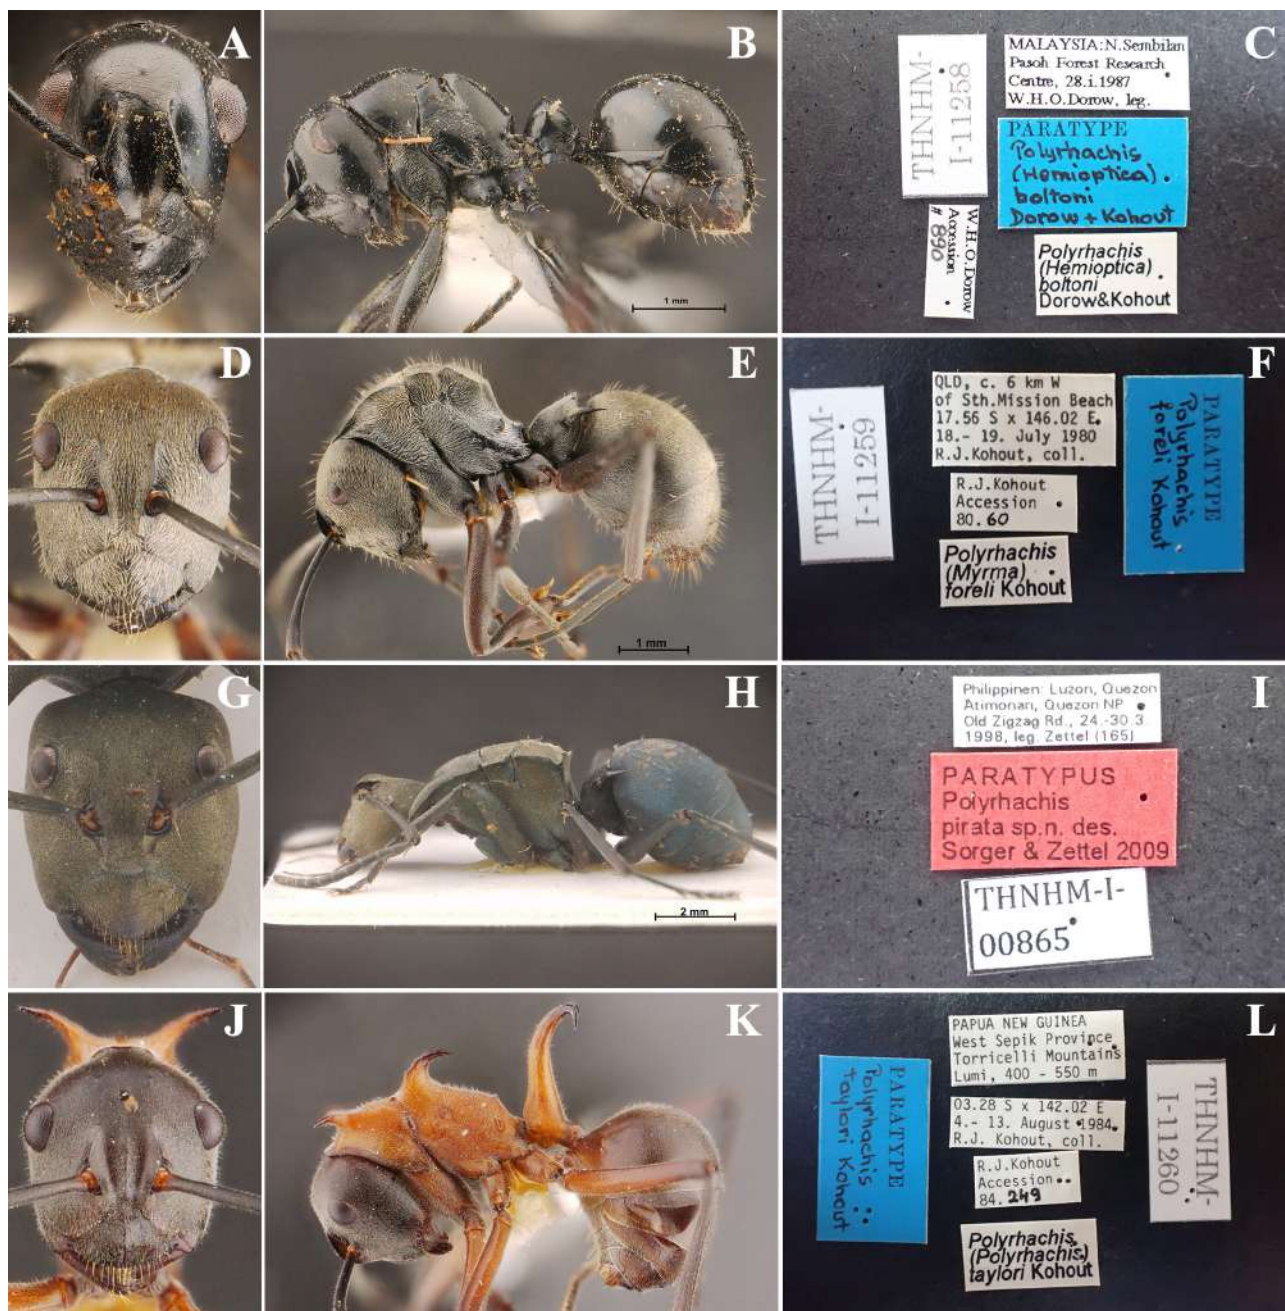 A
B
1 mm
C
THNHM-
I-11258
MALAYSIA:N.Sembilan
Pasoh Forest Research
Centre, 28.i.1987
W.H.O.Dorow, leg.
PARATYPE
Polyrhachis
(Hemioptica)
boltoni
Dorow + Kohout
W.H.O.Dorow
Accession
# 890
Polyrhachis
(Hemioptica)
boltoni
Dorow&Kohout
D
E
1 mm
F
THNHM-
I-11259
QLD, c. 6 km W
of Sth.Mission Beach
17.56 S x 146.02 E.
18.- 19. July 1980
R.J.Kohout, coll.
R.J.Kohout
Accession
80.60
Polyrhachis
(Myrma)
foreli Kohout
PARATYPE
Polyrhachis
foreli Kohout
G
H
2 mm
I
Philippinen: Luzon, Quezon
Atimonan, Quezon NP
Old Zigzag Rd., 24.-30.3.
1998, leg. Zettel (165)
PARATYPUS
Polyrhachis
pirata sp.n. des.
Sorger & Zettel 2009
THNHM-I-
00865
J
K
L
PARATYPE
Polyrhachis
taylori Kohout
PAPUA NEW GUINEA
West Sepik Province
Torricelli Mountains
Lumi, 400 - 550 m
03.28 S x 142.02 E
4.- 13. August 1984
R.J. Kohout, coll.
R.J.Kohout
Accession
84.249
Polyrhachis
(Polyrhachis)
taylori Kohout
THNHM-
I-11260